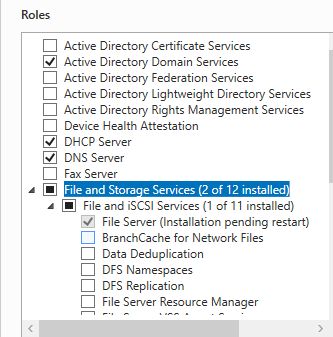 Roles
Active Directory Certificate Services
Active Directory Domain Services
Active Directory Federation Services
Active Directory Lightweight Directory Services
Active Directory Rights Management Services
Device Health Attestation
DHCP Server
DNS Server
Fax Server
File and Storage Services (2 of 12 installed)
File and iSCSI Services (1 of 11 installed)
File Server (Installation pending restart)
BranchCache for Network Files
Data Deduplication
DFS Namespaces
DFS Replication
File Server Resource Manager